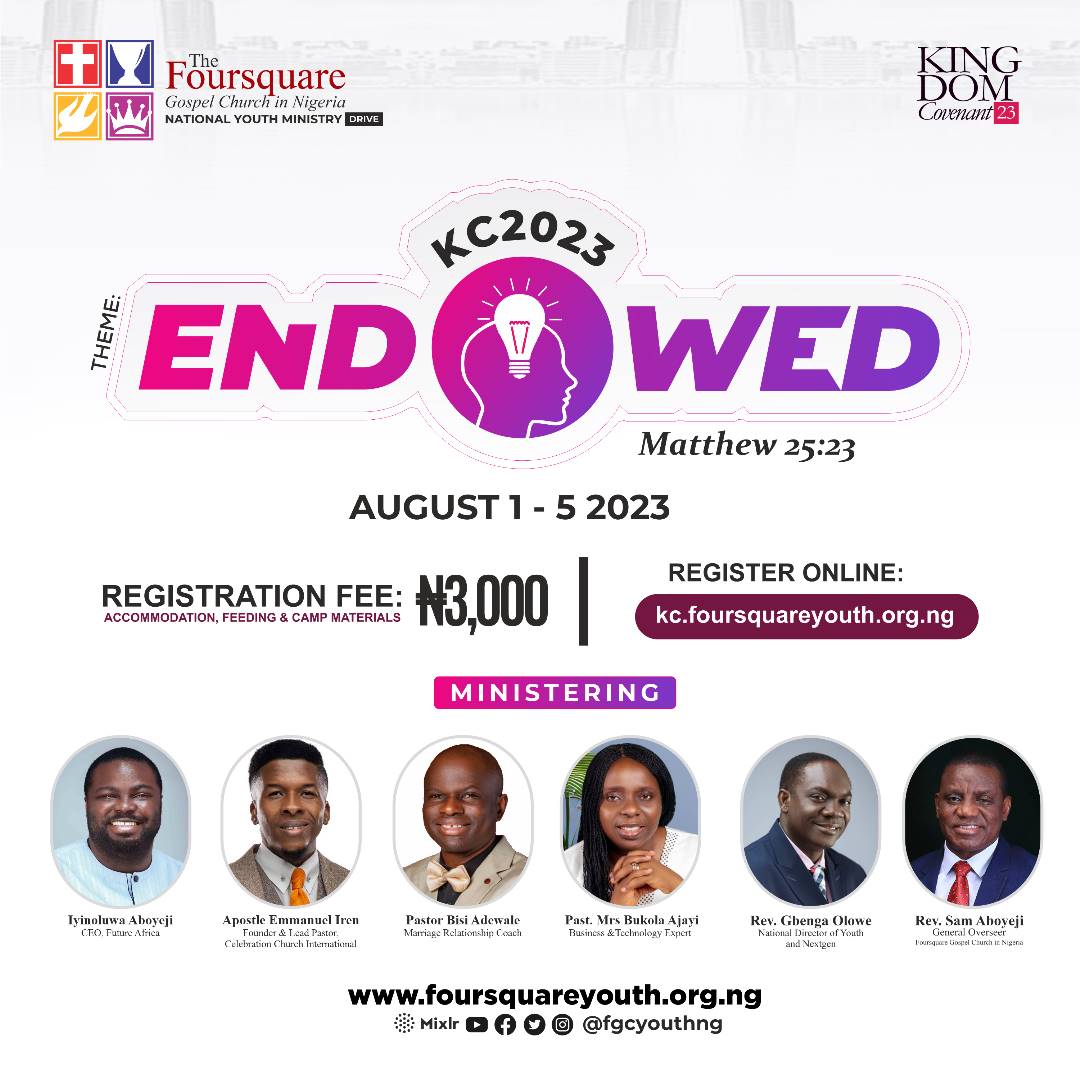 The
Foursquare
Gospel Church in Nigeria
NATIONAL YOUTH MINISTRY DRIVE
KING
DOM
Covenant 23
KC2023
THEME:
ENDOWED
Matthew 25:23
AUGUST 1 - 5 2023
REGISTRATION FEE: ₦3,000
ACCOMMODATION, FEEDING & CAMP MATERIALS
REGISTER ONLINE:
kc.foursquareyouth.org.ng
MINISTERING
Iyinoluwa Aboyeji
CEO, Future Africa
Apostle Emmanuel Iren
Founder & Lead Pastor,
Celebration Church International
Pastor Bisi Adewale
Marriage Relationship Coach
Past. Mrs Bukola Ajayi
Business &Technology Expert
Rev. Gbenga Olowe
National Director of Youth
and Nextgen
Rev. Sam Aboyeji
General Overseer
Foursquare Gospel Church in Nigeria
www.foursquareyouth.org.ng
Mixlr @fgcyouthng